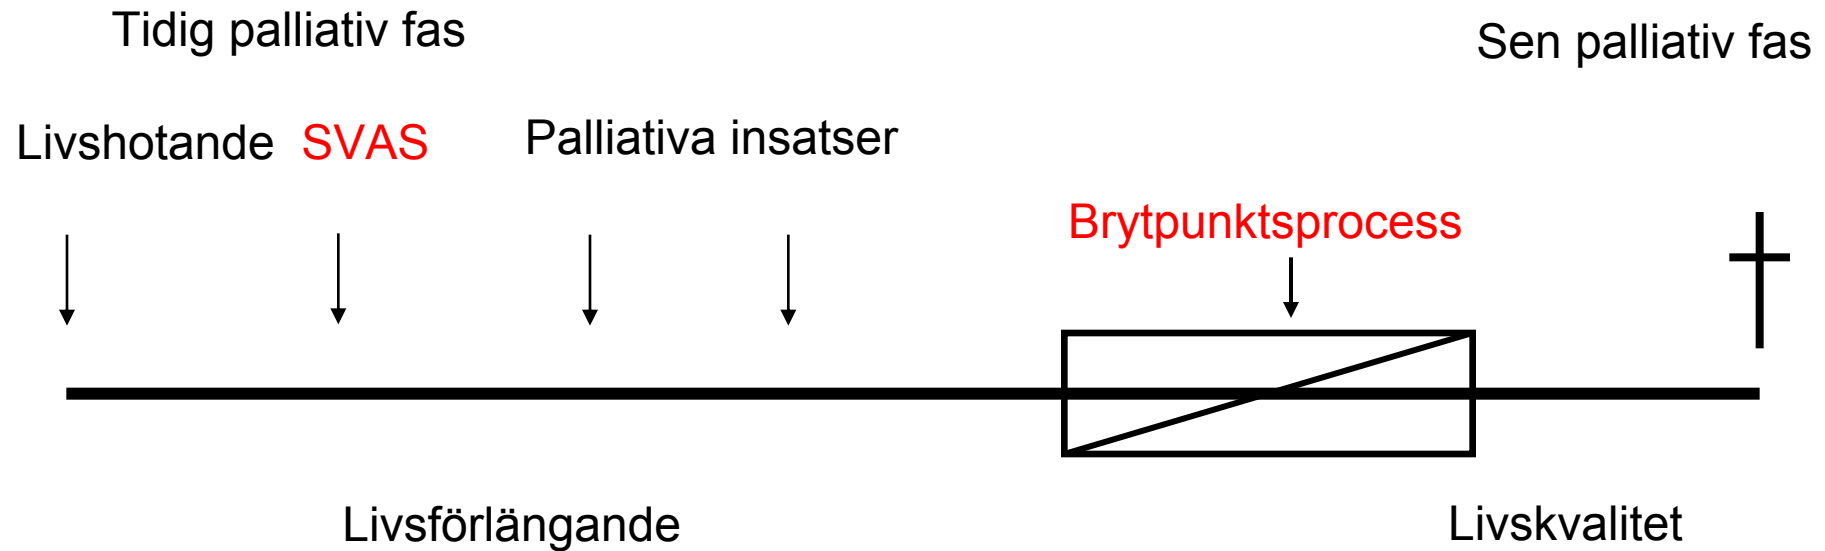 Tidig palliativ fas
Sen palliativ fas
Livshotande SVAS Palliativa insatser
Brytpunktsprocess
Livsförlängande
Livskvalitet